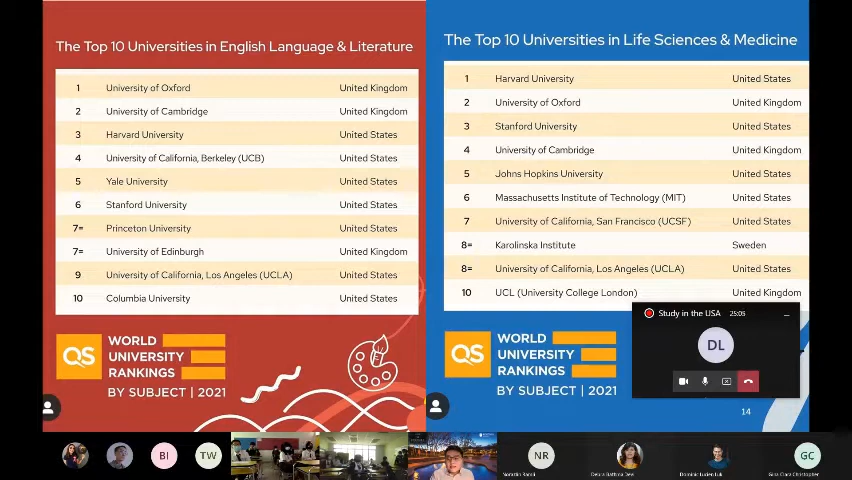 The Top 10 Universities in English Language & Literature
1 University of Oxford United Kingdom
2 University of Cambridge United Kingdom
3 Harvard University United States
4 University of California, Berkeley (UCB) United States
5 Yale University United States
6 Stanford University United States
7= Princeton University United States
7= University of Edinburgh United Kingdom
9 University of California, Los Angeles (UCLA) United States
10 Columbia University United States
QS
WORLD
UNIVERSITY
RANKINGS
BY SUBJECT | 2021
The Top 10 Universities in Life Sciences & Medicine
1 Harvard University United States
2 University of Oxford United Kingdom
3 Stanford University United States
4 University of Cambridge United Kingdom
5 Johns Hopkins University United States
6 Massachusetts Institute of Technology (MIT) United States
7 University of California, San Francisco (UCSF) United States
8= Karolinska Institute Sweden
8= University of California, Los Angeles (UCLA) United States
10 UCL (University College London) United Kingdom
QS
WORLD
UNIVERSITY
RANKINGS
BY SUBJECT | 2021
Study in the USA 25:05
DL
14
BI
TW
NR
GC
Dominic Luden Luk
Gina Clara Christopher